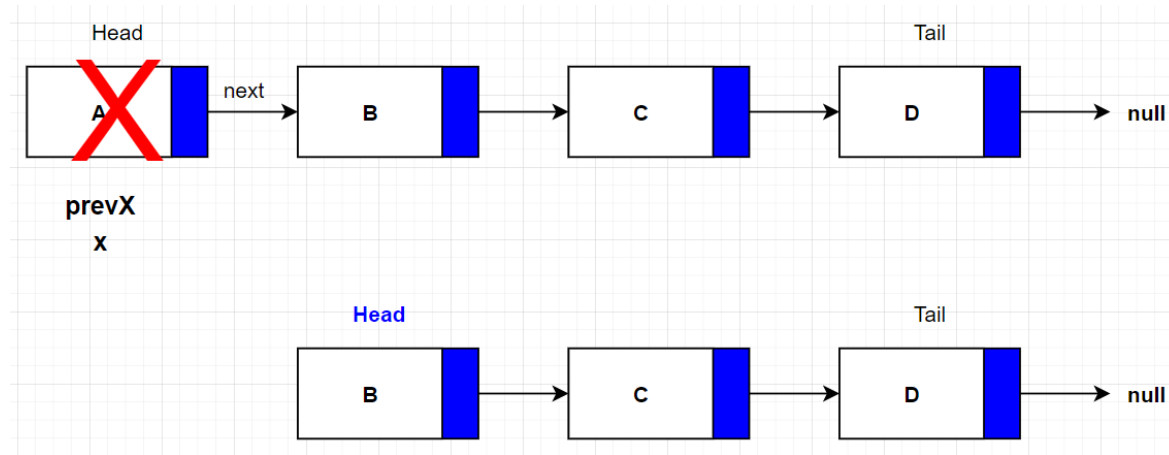 Head Tail
A next B C D null
prevX
x
Head Tail
B C D null